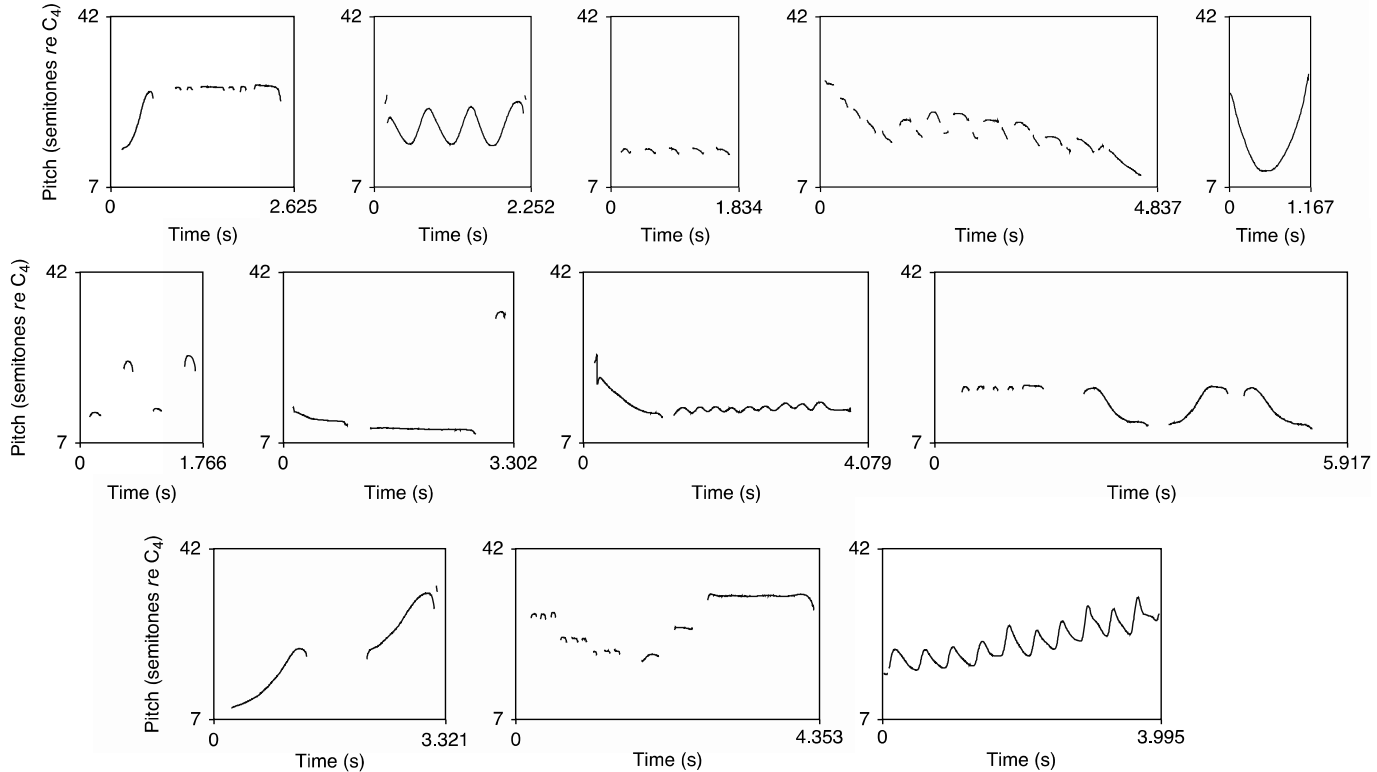 42 42 42 42 42
Pitch (semitones re C4)
7 7 7 7 7
0 2.625 0 2.252 0 1.834 0 4.837 0 1.167
Time (s) Time (s) Time (s) Time (s) Time (s)
42 42 42 42
Pitch (semitones re C4)
7 7 7 7
0 1.766 0 3.302 0 4.079 0 5.917
Time (s) Time (s) Time (s) Time (s)
42 42 42
Pitch (semitones re C4)
7 7 7
0 3.321 0 4.353 0 3.995
Time (s) Time (s) Time (s)